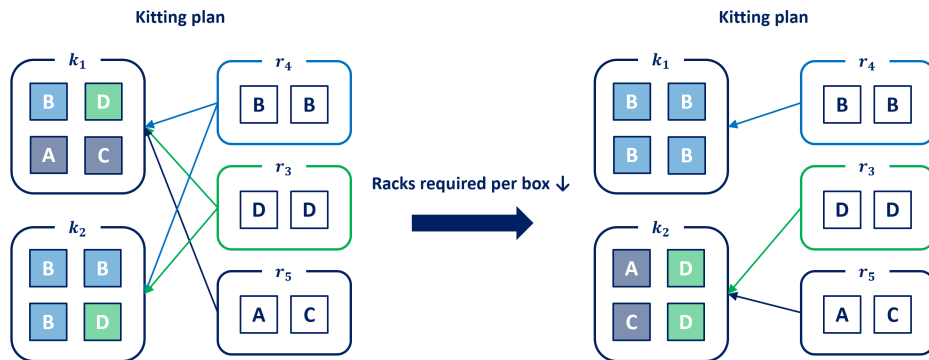 Kitting plan
k₁
B D
A C
k₂
B B
B D
r₄
B B
r₃
D D
r₅
A C
Racks required per box ↓
Kitting plan
k₁
B B
B B
k₂
A D
C D
r₄
B B
r₃
D D
r₅
A C